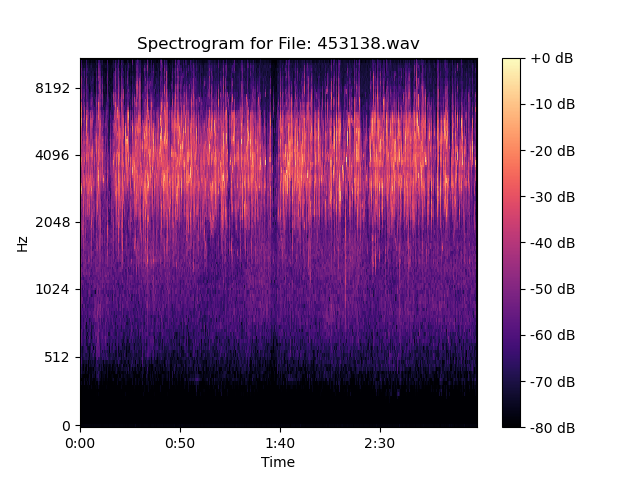 Spectrogram for File: 453138.wav
+0 dB
8192
-10 dB
4096
-20 dB
-30 dB
2048
Hz
-40 dB
1024
-50 dB
-60 dB
512
-70 dB
0
-80 dB
0:00 0:50 1:40 2:30
Time